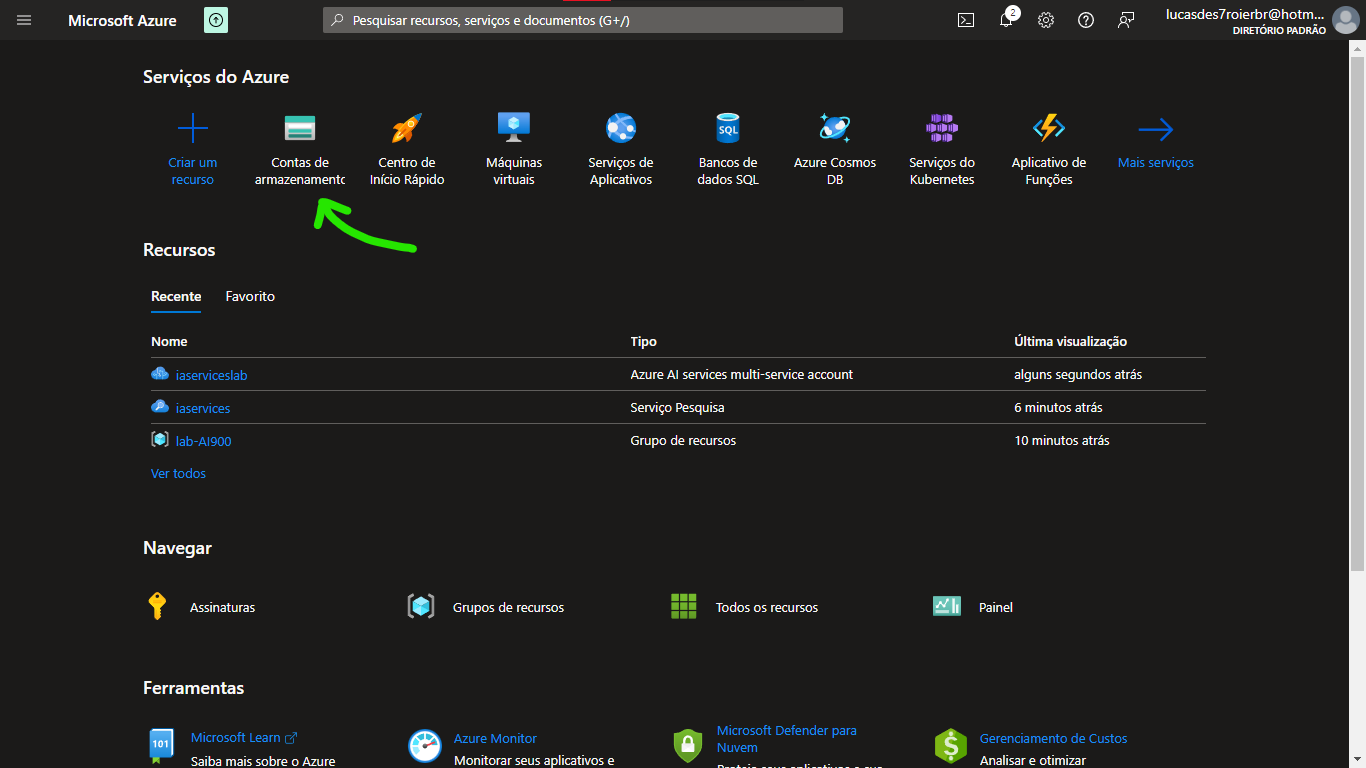 Microsoft Azure
Pesquisar recursos, serviços e documentos (G+/)
2
lucasdes7roierbr@hotm...
DIRETÓRIO PADRÃO
Serviços do Azure
Criar um
recurso
Contas de
armazenamento
Centro de
Início Rápido
Máquinas
virtuais
Serviços de
Aplicativos
SQL
Bancos de
dados SQL
Azure Cosmos
DB
Serviços do
Kubernetes
Aplicativo de
Funções
Mais serviços
Recursos
Recente Favorito
Nome Tipo Última visualização
iaserviceslab Azure AI services multi-service account alguns segundos atrás
iaservices Serviço Pesquisa 6 minutos atrás
lab-AI900 Grupo de recursos 10 minutos atrás
Ver todos
Navegar
Assinaturas Grupos de recursos Todos os recursos Painel
Ferramentas
101
Microsoft Learn
Saiba mais sobre o Azure
Azure Monitor
Monitorar seus aplicativos e
Microsoft Defender para
Nuvem
Proteja seus aplicativos e sua
$
Gerenciamento de Custos
Analisar e otimizar